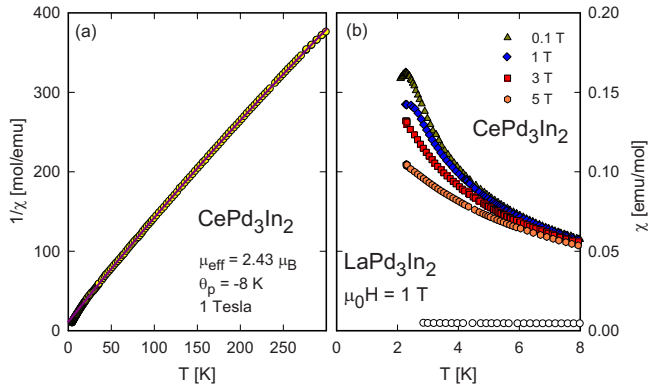 (a)
400
300
200
100
0
1/χ [mol/emu]
CePd₃In₂
μeff = 2.43 μB
θp = -8 K
1 Tesla
0 50 100 150 200 250
T [K]
(b)
0.1 T
1 T
3 T
5 T
CePd₃In₂
LaPd₃In₂
μ₀H = 1 T
0 2 4 6 8
T [K]
0.20
0.15
0.10
0.05
0.00
χ [emu/mol]